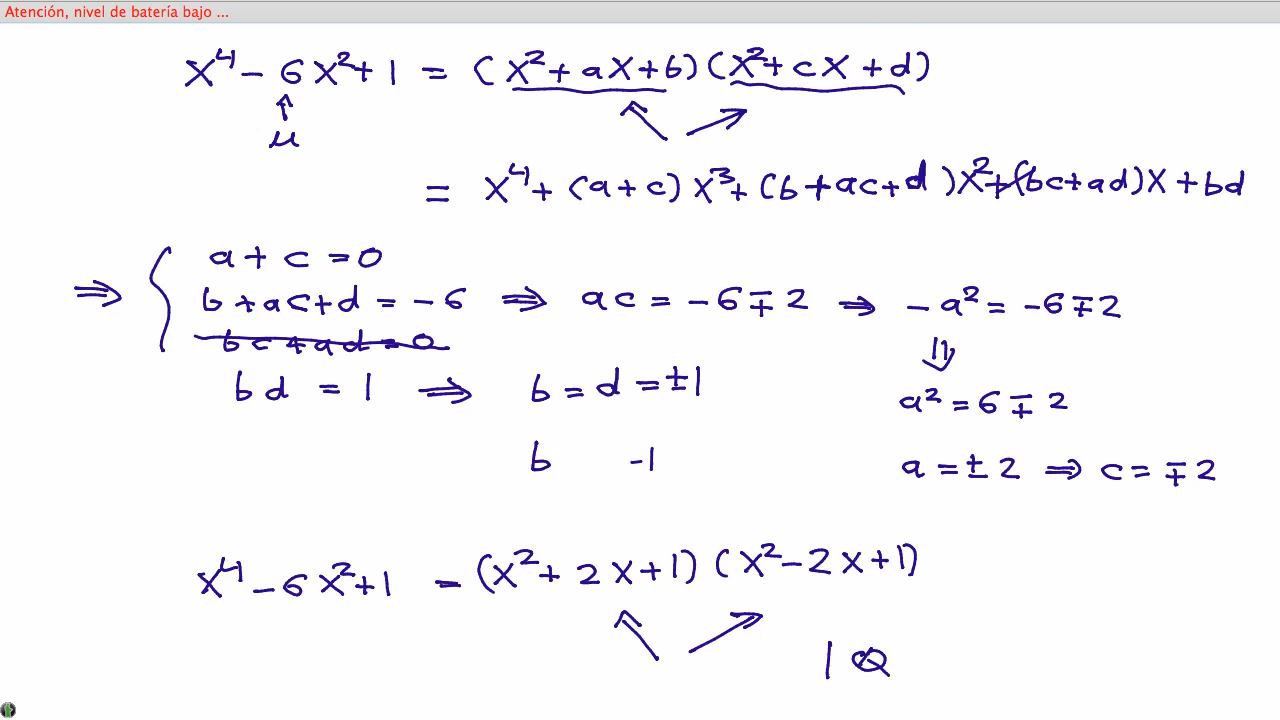 Atención, nivel de batería bajo ...
x⁴ - 6x² + 1 = (x² + ax + b)(x² + cx + d)
μ
= x⁴ + (a + c)x³ + (b + ac + d)x² + (bc + ad)x + bd
⇒ { a + c = 0
b + ac + d = -6 ⇒ ac = -6 ∓ 2 ⇒ -a² = -6 ∓ 2
bc + ad = 0
⇓
bd = 1 ⇒ b = d = ±1
a² = 6 ∓ 2
b -1
a = ±2 ⇒ c = ∓2
x⁴ - 6x² + 1 = (x² + 2x + 1)(x² - 2x + 1)